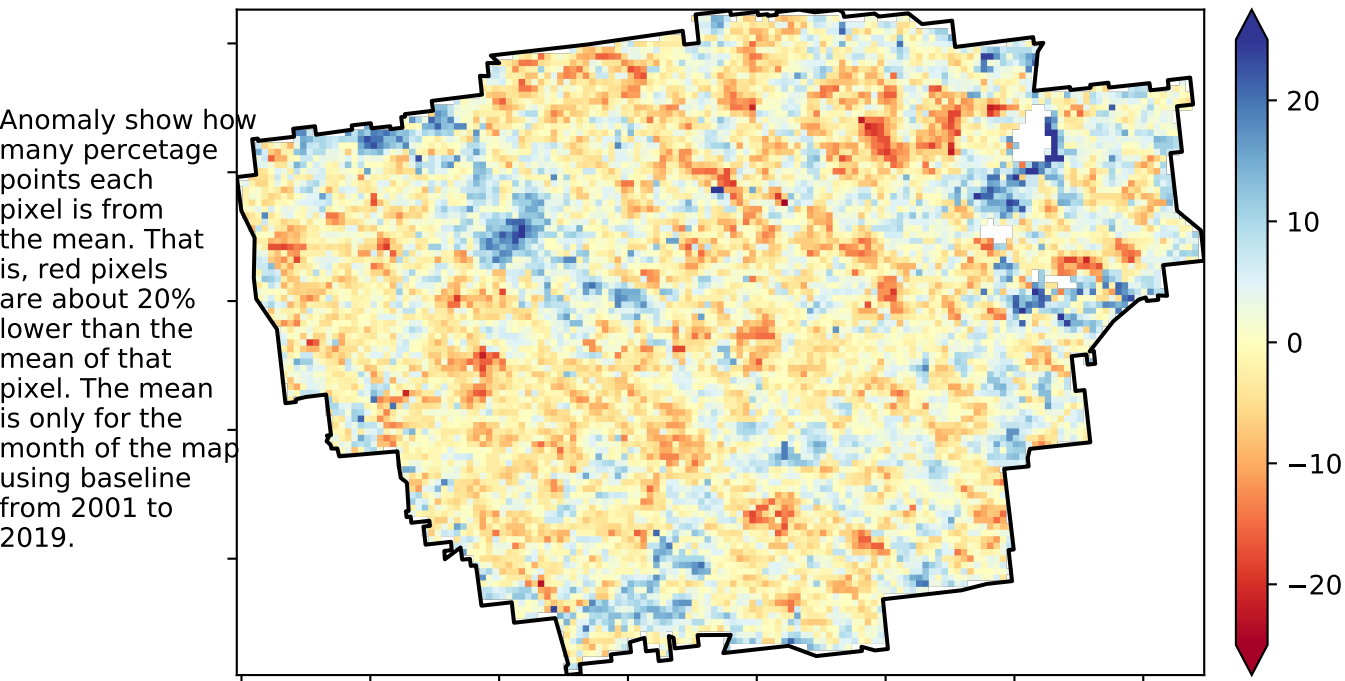 Anomaly show how
many percetage
points each
pixel is from
the mean. That
is, red pixels
are about 20%
lower than the
mean of that
pixel. The mean
is only for the
month of the map
using baseline
from 2001 to
2019.
20
10
0
−10
−20